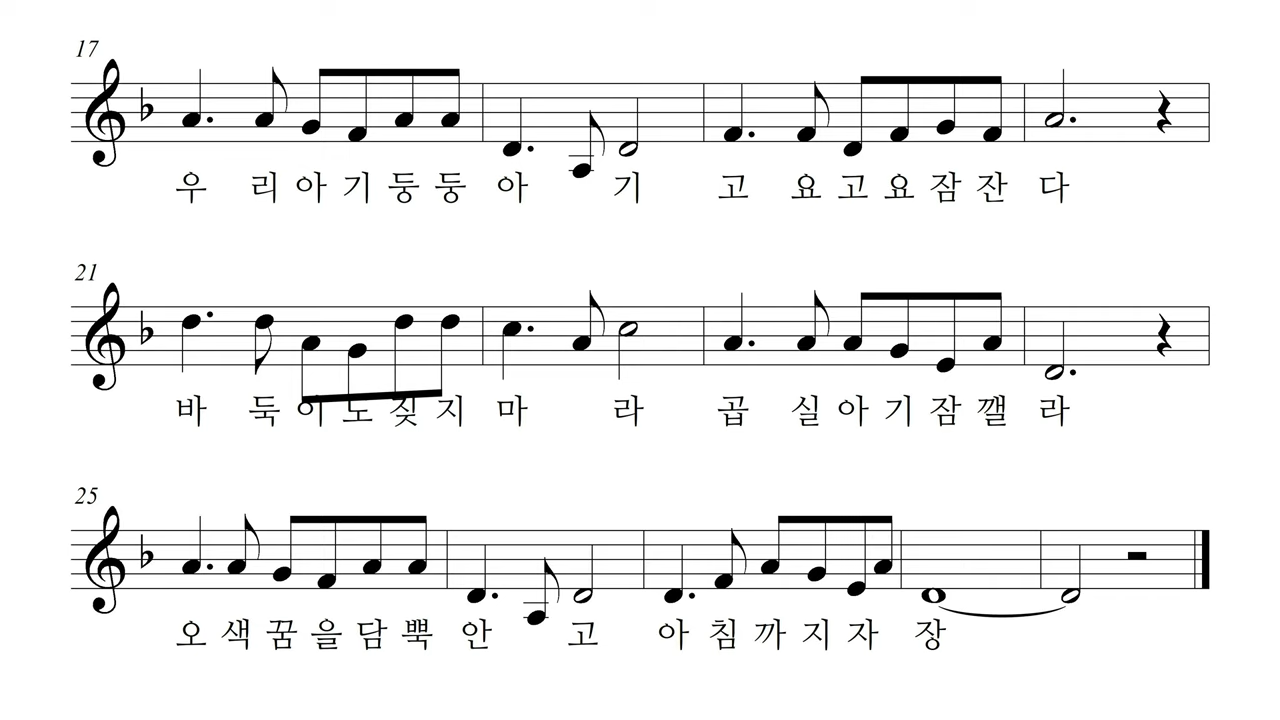 17
우 리 아 기 둥 둥 아 기 고 요 고 요 잠 잔 다
21
바 둑 이 도 짖 지 마 라 곱 실 아 기 잠 깰 라
25
오 색 꿈 을 담 뿍 안 고 아 침 까 지 자 장